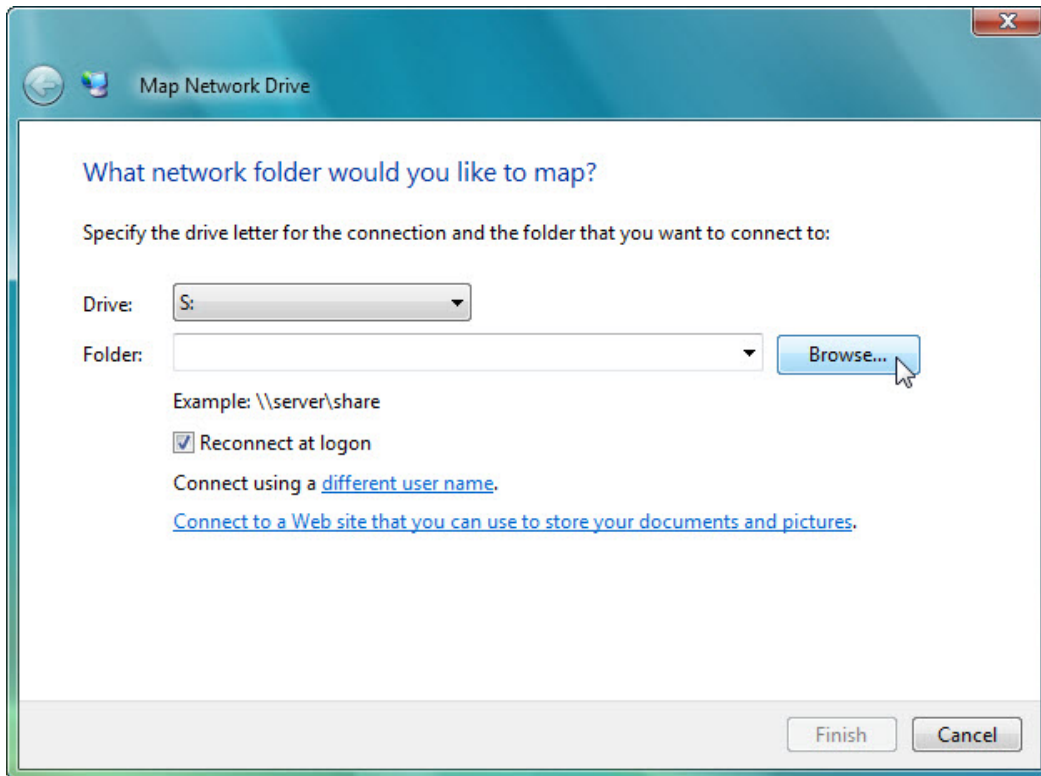 Map Network Drive
What network folder would you like to map?
Specify the drive letter for the connection and the folder that you want to connect to:
Drive: S:
Folder: Browse...
Example: \\server\share
Reconnect at logon
Connect using a different user name.
Connect to a Web site that you can use to store your documents and pictures.
Finish Cancel